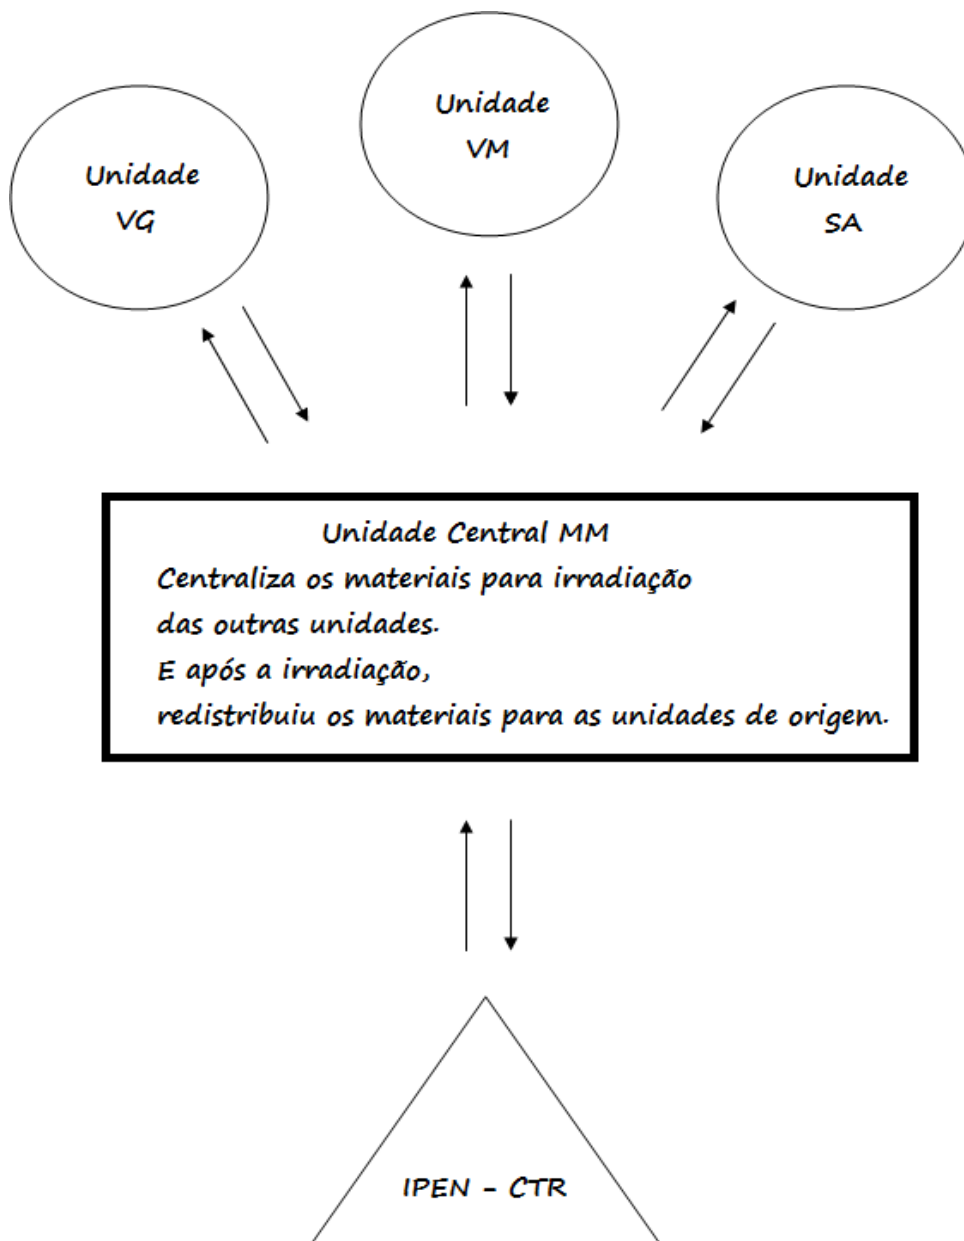 Unidade
VG
Unidade
VM
Unidade
SA
Unidade Central MM
Centraliza os materiais para irradiação
das outras unidades.
E após a irradiação,
redistribuiu os materiais para as unidades de origem.
IPEN - CTR